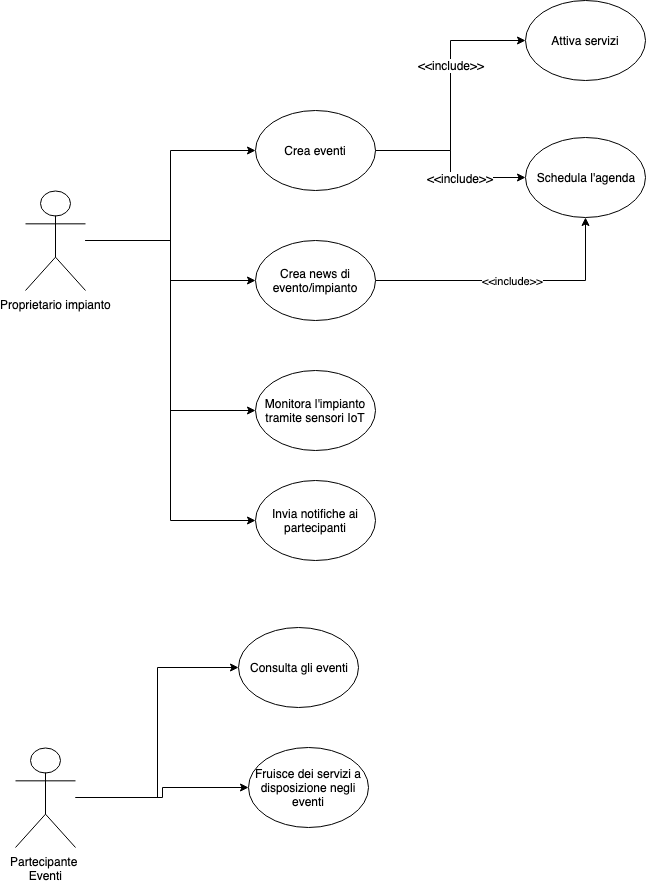 Attiva servizi
<<include>>
Crea eventi
<<include>>
Schedula l'agenda
Proprietario impianto
Crea news di
evento/impianto
<<include>>
Monitora l'impianto
tramite sensori IoT
Invia notifiche ai
partecipanti
Consulta gli eventi
Fruisce dei servizi a
disposizione negli
eventi
Partecipante
Eventi